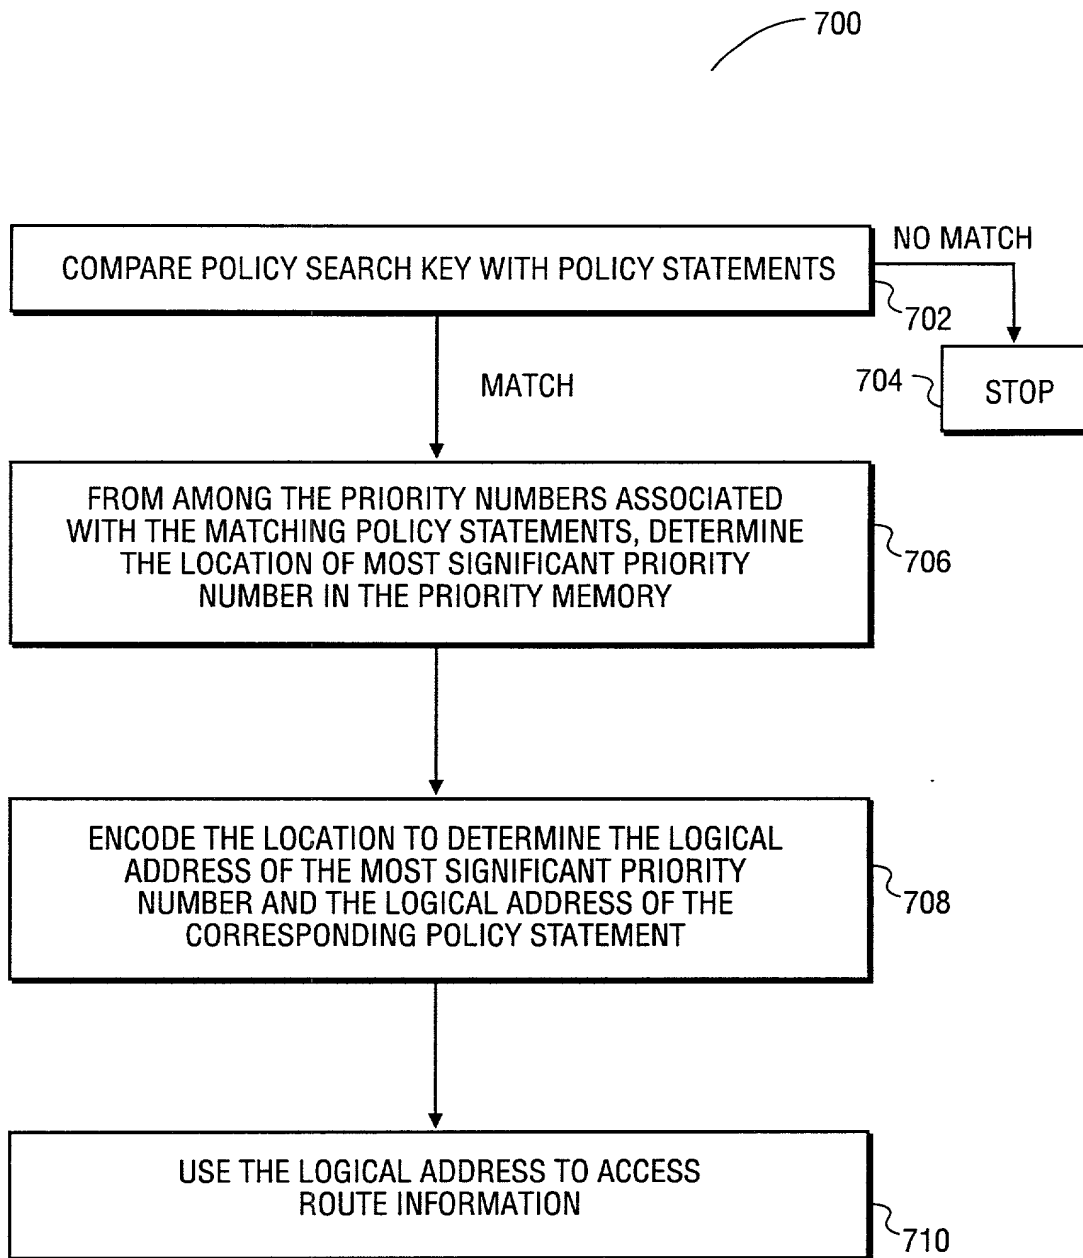 700
COMPARE POLICY SEARCH KEY WITH POLICY STATEMENTS
NO MATCH
702
704
STOP
MATCH
FROM AMONG THE PRIORITY NUMBERS ASSOCIATED
WITH THE MATCHING POLICY STATEMENTS, DETERMINE
THE LOCATION OF MOST SIGNIFICANT PRIORITY
NUMBER IN THE PRIORITY MEMORY
706
ENCODE THE LOCATION TO DETERMINE THE LOGICAL
ADDRESS OF THE MOST SIGNIFICANT PRIORITY
NUMBER AND THE LOGICAL ADDRESS OF THE
CORRESPONDING POLICY STATEMENT
708
USE THE LOGICAL ADDRESS TO ACCESS
ROUTE INFORMATION
710